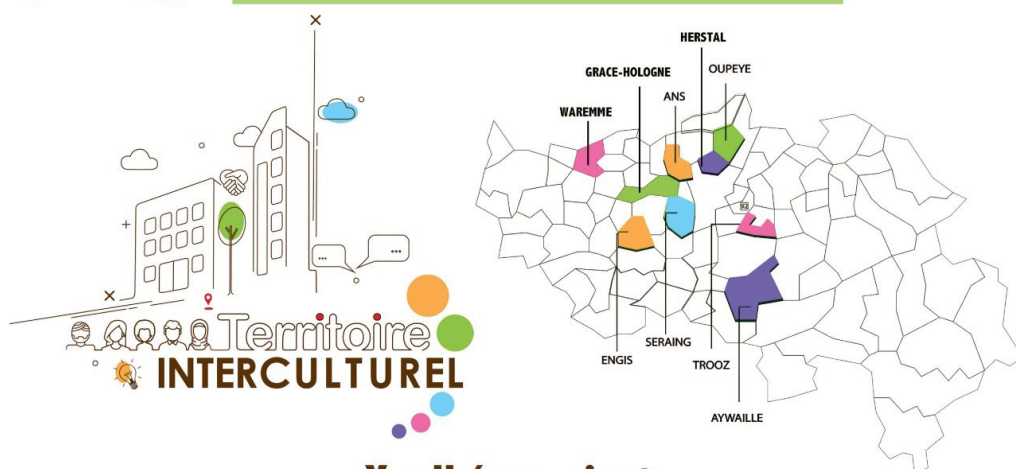 HERSTAL
GRACE-HOLOGNE
OUPEYE
ANS
WAREMME
Territoire
INTERCULTUREL
ENGIS
SERAING
TROOZ
AYWAILLE